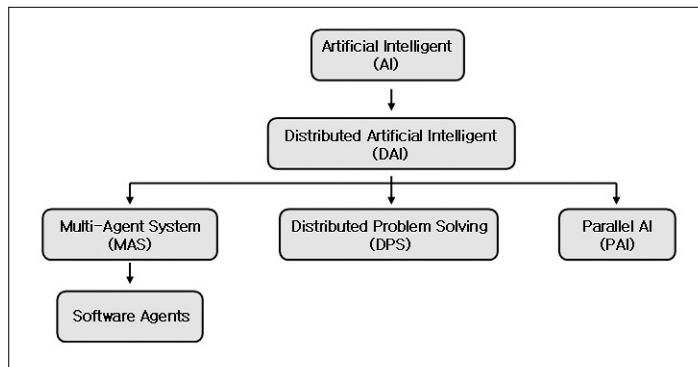 Artificial Intelligent
(AI)
Distributed Artificial Intelligent
(DAI)
Multi-Agent System
(MAS)
Distributed Problem Solving
(DPS)
Parallel AI
(PAI)
Software Agents